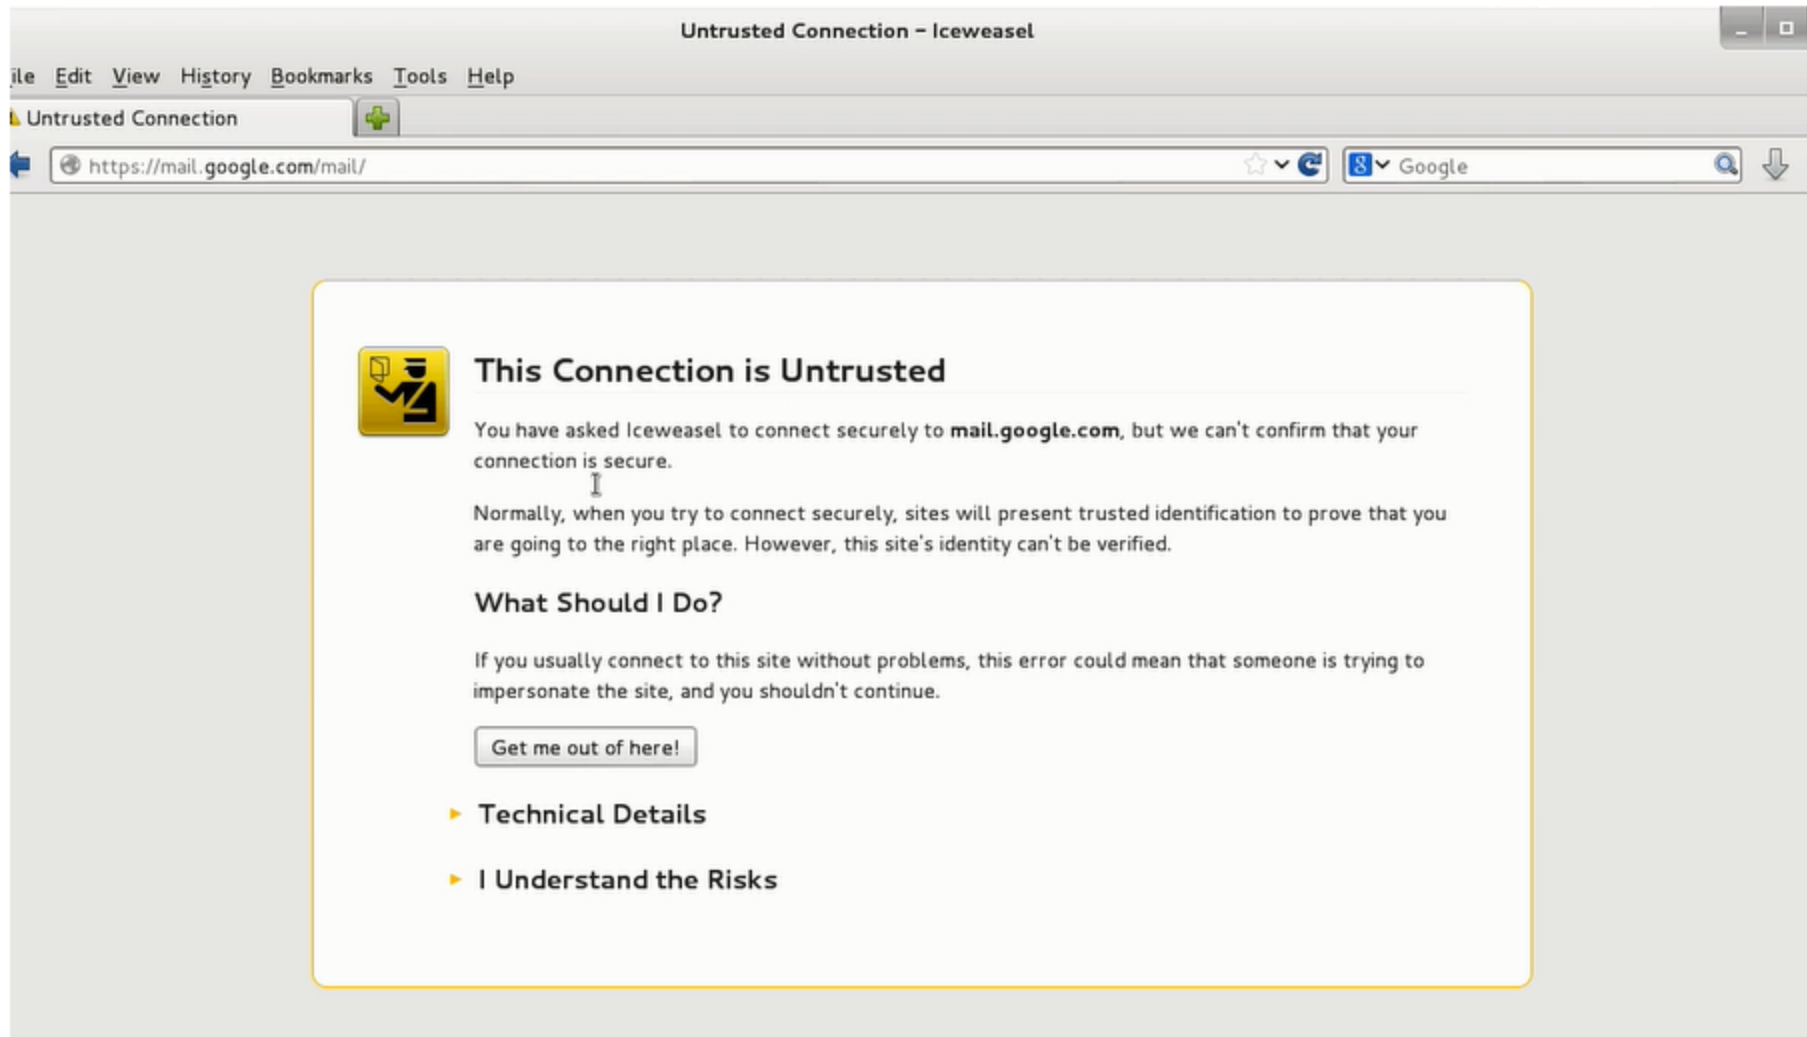 Untrusted Connection - Iceweasel
ile Edit View History Bookmarks Tools Help
Untrusted Connection
https://mail.google.com/mail/
8 Google
This Connection is Untrusted
You have asked Iceweasel to connect securely to mail.google.com, but we can't confirm that your
connection is secure.
Normally, when you try to connect securely, sites will present trusted identification to prove that you
are going to the right place. However, this site's identity can't be verified.
What Should I Do?
If you usually connect to this site without problems, this error could mean that someone is trying to
impersonate the site, and you shouldn't continue.
Get me out of here!
Technical Details
I Understand the Risks